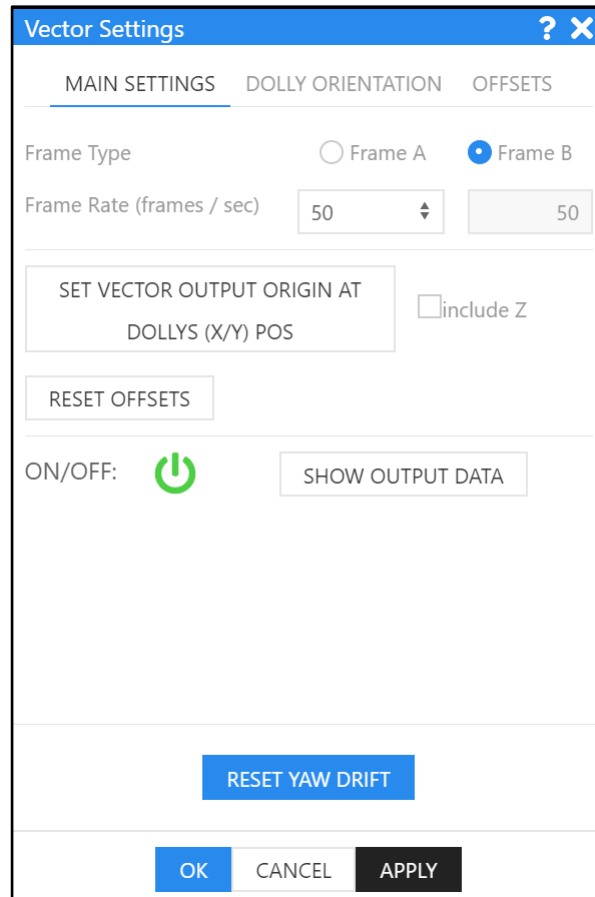 Vector Settings ?
MAIN SETTINGS DOLLY ORIENTATION OFFSETS
Frame Type Frame A Frame B
Frame Rate (frames / sec) 50 50
SET VECTOR OUTPUT ORIGIN AT
DOLLYS (X/Y) POS
include Z
RESET OFFSETS
ON/OFF: SHOW OUTPUT DATA
RESET YAW DRIFT
OK CANCEL APPLY